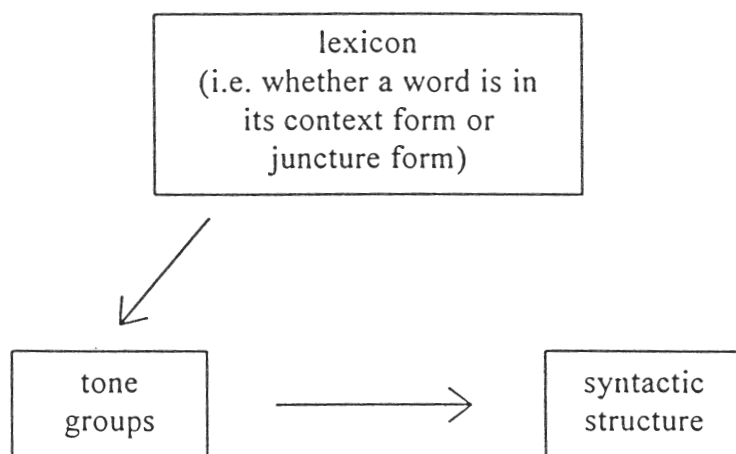 lexicon
(i.e. whether a word is in
its context form or
juncture form)
tone
groups
syntactic
structure